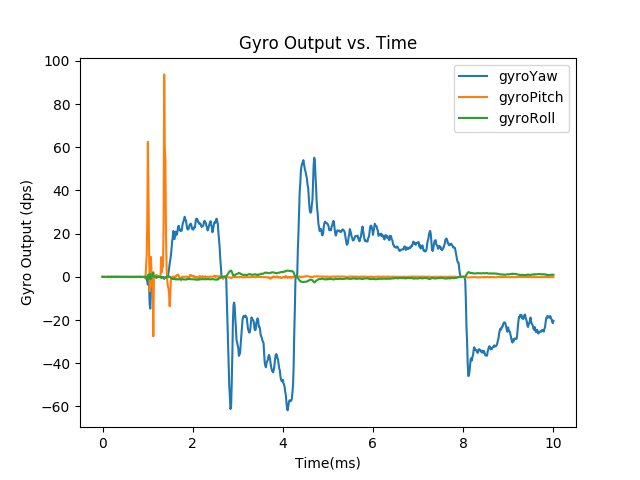 Gyro Output vs. Time
gyroYaw
gyroPitch
gyroRoll
Gyro Output (dps)
100
80
60
40
20
0
−20
−40
−60
0 2 4 6 8 10
Time(ms)